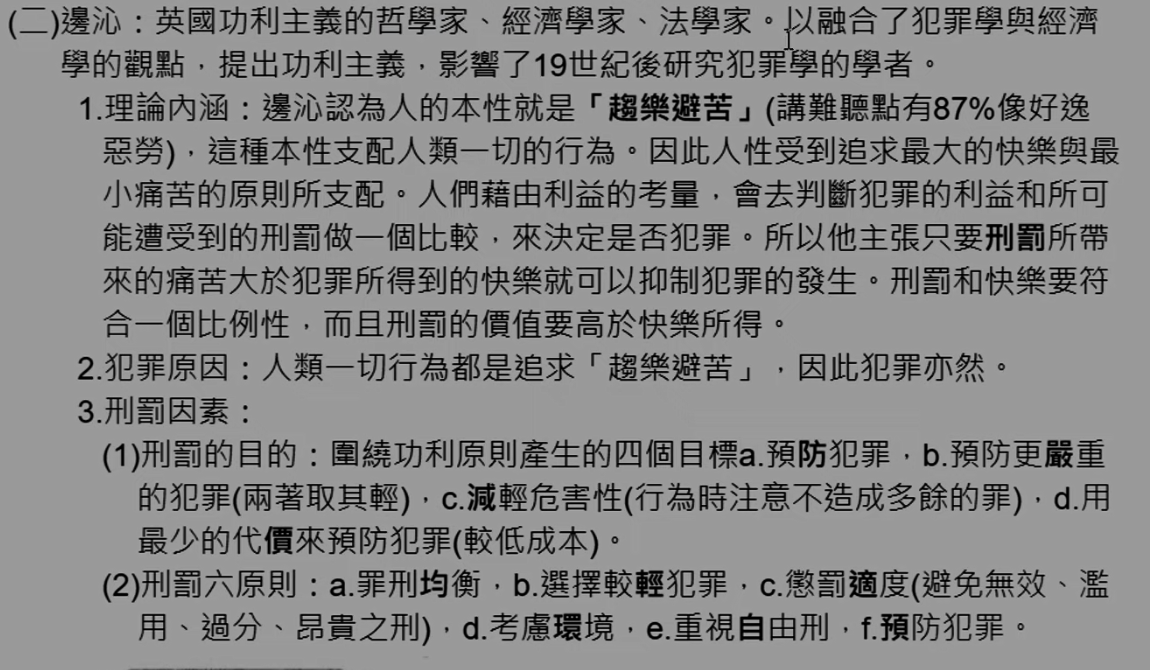 (二)邊沁：英國功利主義的哲學家、經濟學家、法學家。以融合了犯罪學與經濟
學的觀點，提出功利主義，影響了19世紀後研究犯罪學的學者。
1.理論內涵：邊沁認為人的本性就是「趨樂避苦」(講難聽點有87%像好逸
惡勞)，這種本性支配人類一切的行為。因此人性受到追求最大的快樂與最
小痛苦的原則所支配。人們藉由利益的考量，會去判斷犯罪的利益和所可
能遭受到的刑罰做一個比較，來決定是否犯罪。所以他主張只要刑罰所帶
來的痛苦大於犯罪所得到的快樂就可以抑制犯罪的發生。刑罰和快樂要符
合一個比例性，而且刑罰的價值要高於快樂所得。
2.犯罪原因：人類一切行為都是追求「趨樂避苦」，因此犯罪亦然。
3.刑罰因素：
(1)刑罰的目的：圍繞功利原則產生的四個目標a.預防犯罪，b.預防更嚴重
的犯罪(兩著取其輕)，c.減輕危害性(行為時注意不造成多餘的罪)，d.用
最少的代價來預防犯罪(較低成本)。
(2)刑罰六原則：a.罪刑均衡，b.選擇較輕犯罪，c.懲罰適度(避免無效、濫
用、過分、昂貴之刑)，d.考慮環境，e.重視自由刑，f.預防犯罪。